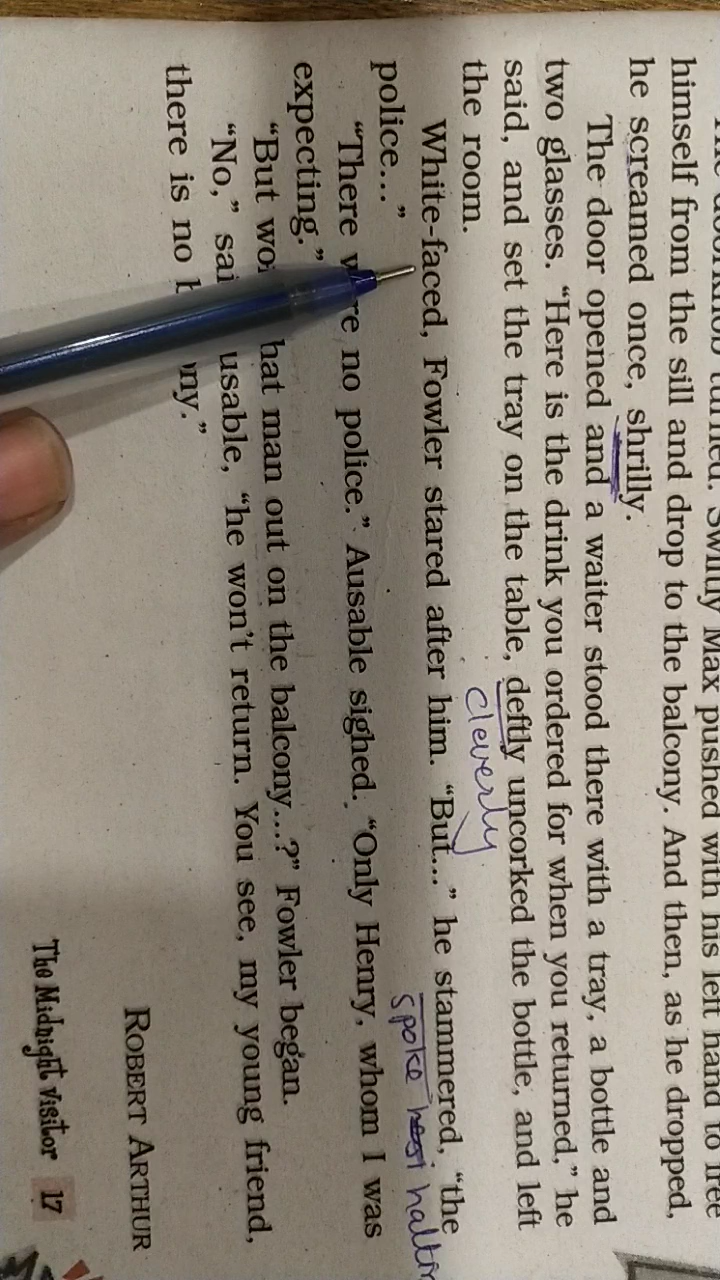 turned. Swiftly Max pushed with his left hand to free
himself from the sill and drop to the balcony. And then, as he dropped,
he screamed once, shrilly.
The door opened and a waiter stood there with a tray, a bottle and
two glasses. “Here is the drink you ordered for when you returned,” he
said, and set the tray on the table, deftly uncorked the bottle, and left
cleverly
the room.
White-faced, Fowler stared after him. “But...” he stammered, “the
spoke halti
police...”
“There were no police.” Ausable sighed. “Only Henry, whom I was
expecting.”
“But hat man out on the balcony...?” Fowler began.
“No,” sai usable, “he won’t return. You see, my young friend,
there is no ny.”
ROBERT ARTHUR
The Midnight Visitor 17